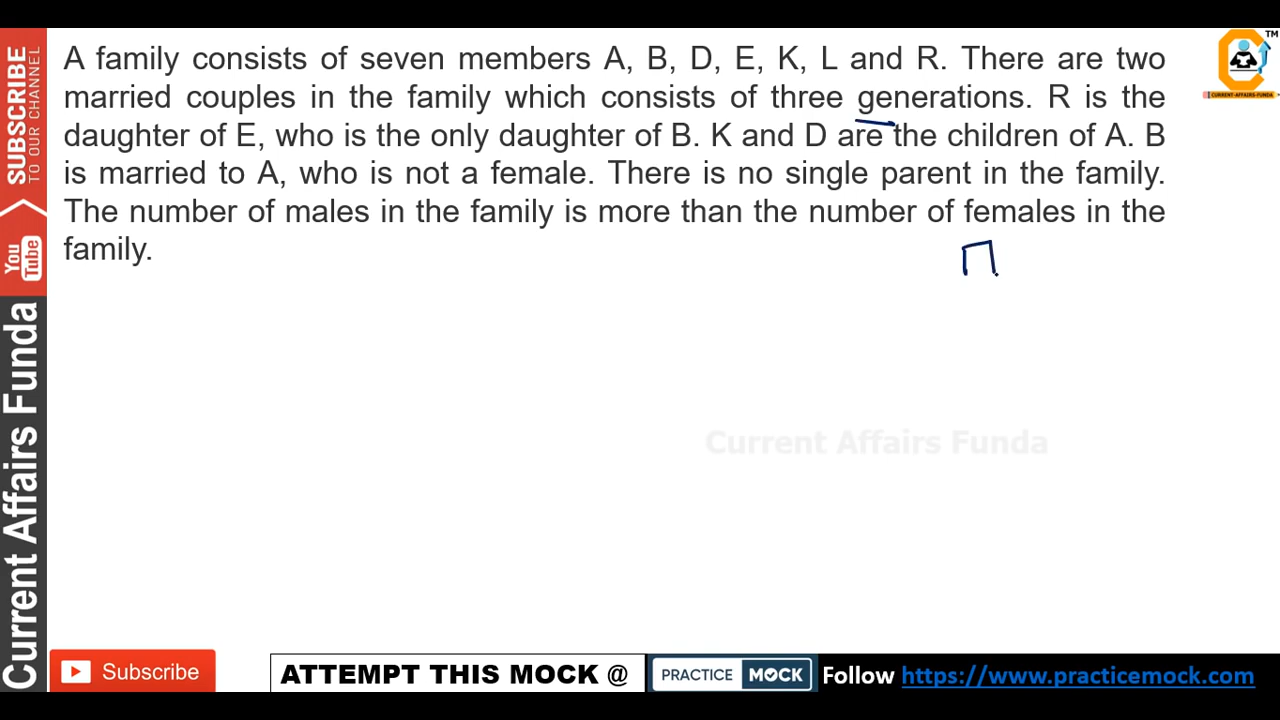 A family consists of seven members A, B, D, E, K, L and R. There are two
married couples in the family which consists of three generations. R is the
daughter of E, who is the only daughter of B. K and D are the children of A. B
is married to A, who is not a female. There is no single parent in the family.
The number of males in the family is more than the number of females in the
family.
TM
CURRENT-AFFAIRS-FUNDA
SUBSCRIBE
TO OUR CHANNEL
You
Tube
Current Affairs Funda
Current Affairs Funda
Subscribe
ATTEMPT THIS MOCK @
PRACTICE MOCK
Follow https://www.practicemock.com